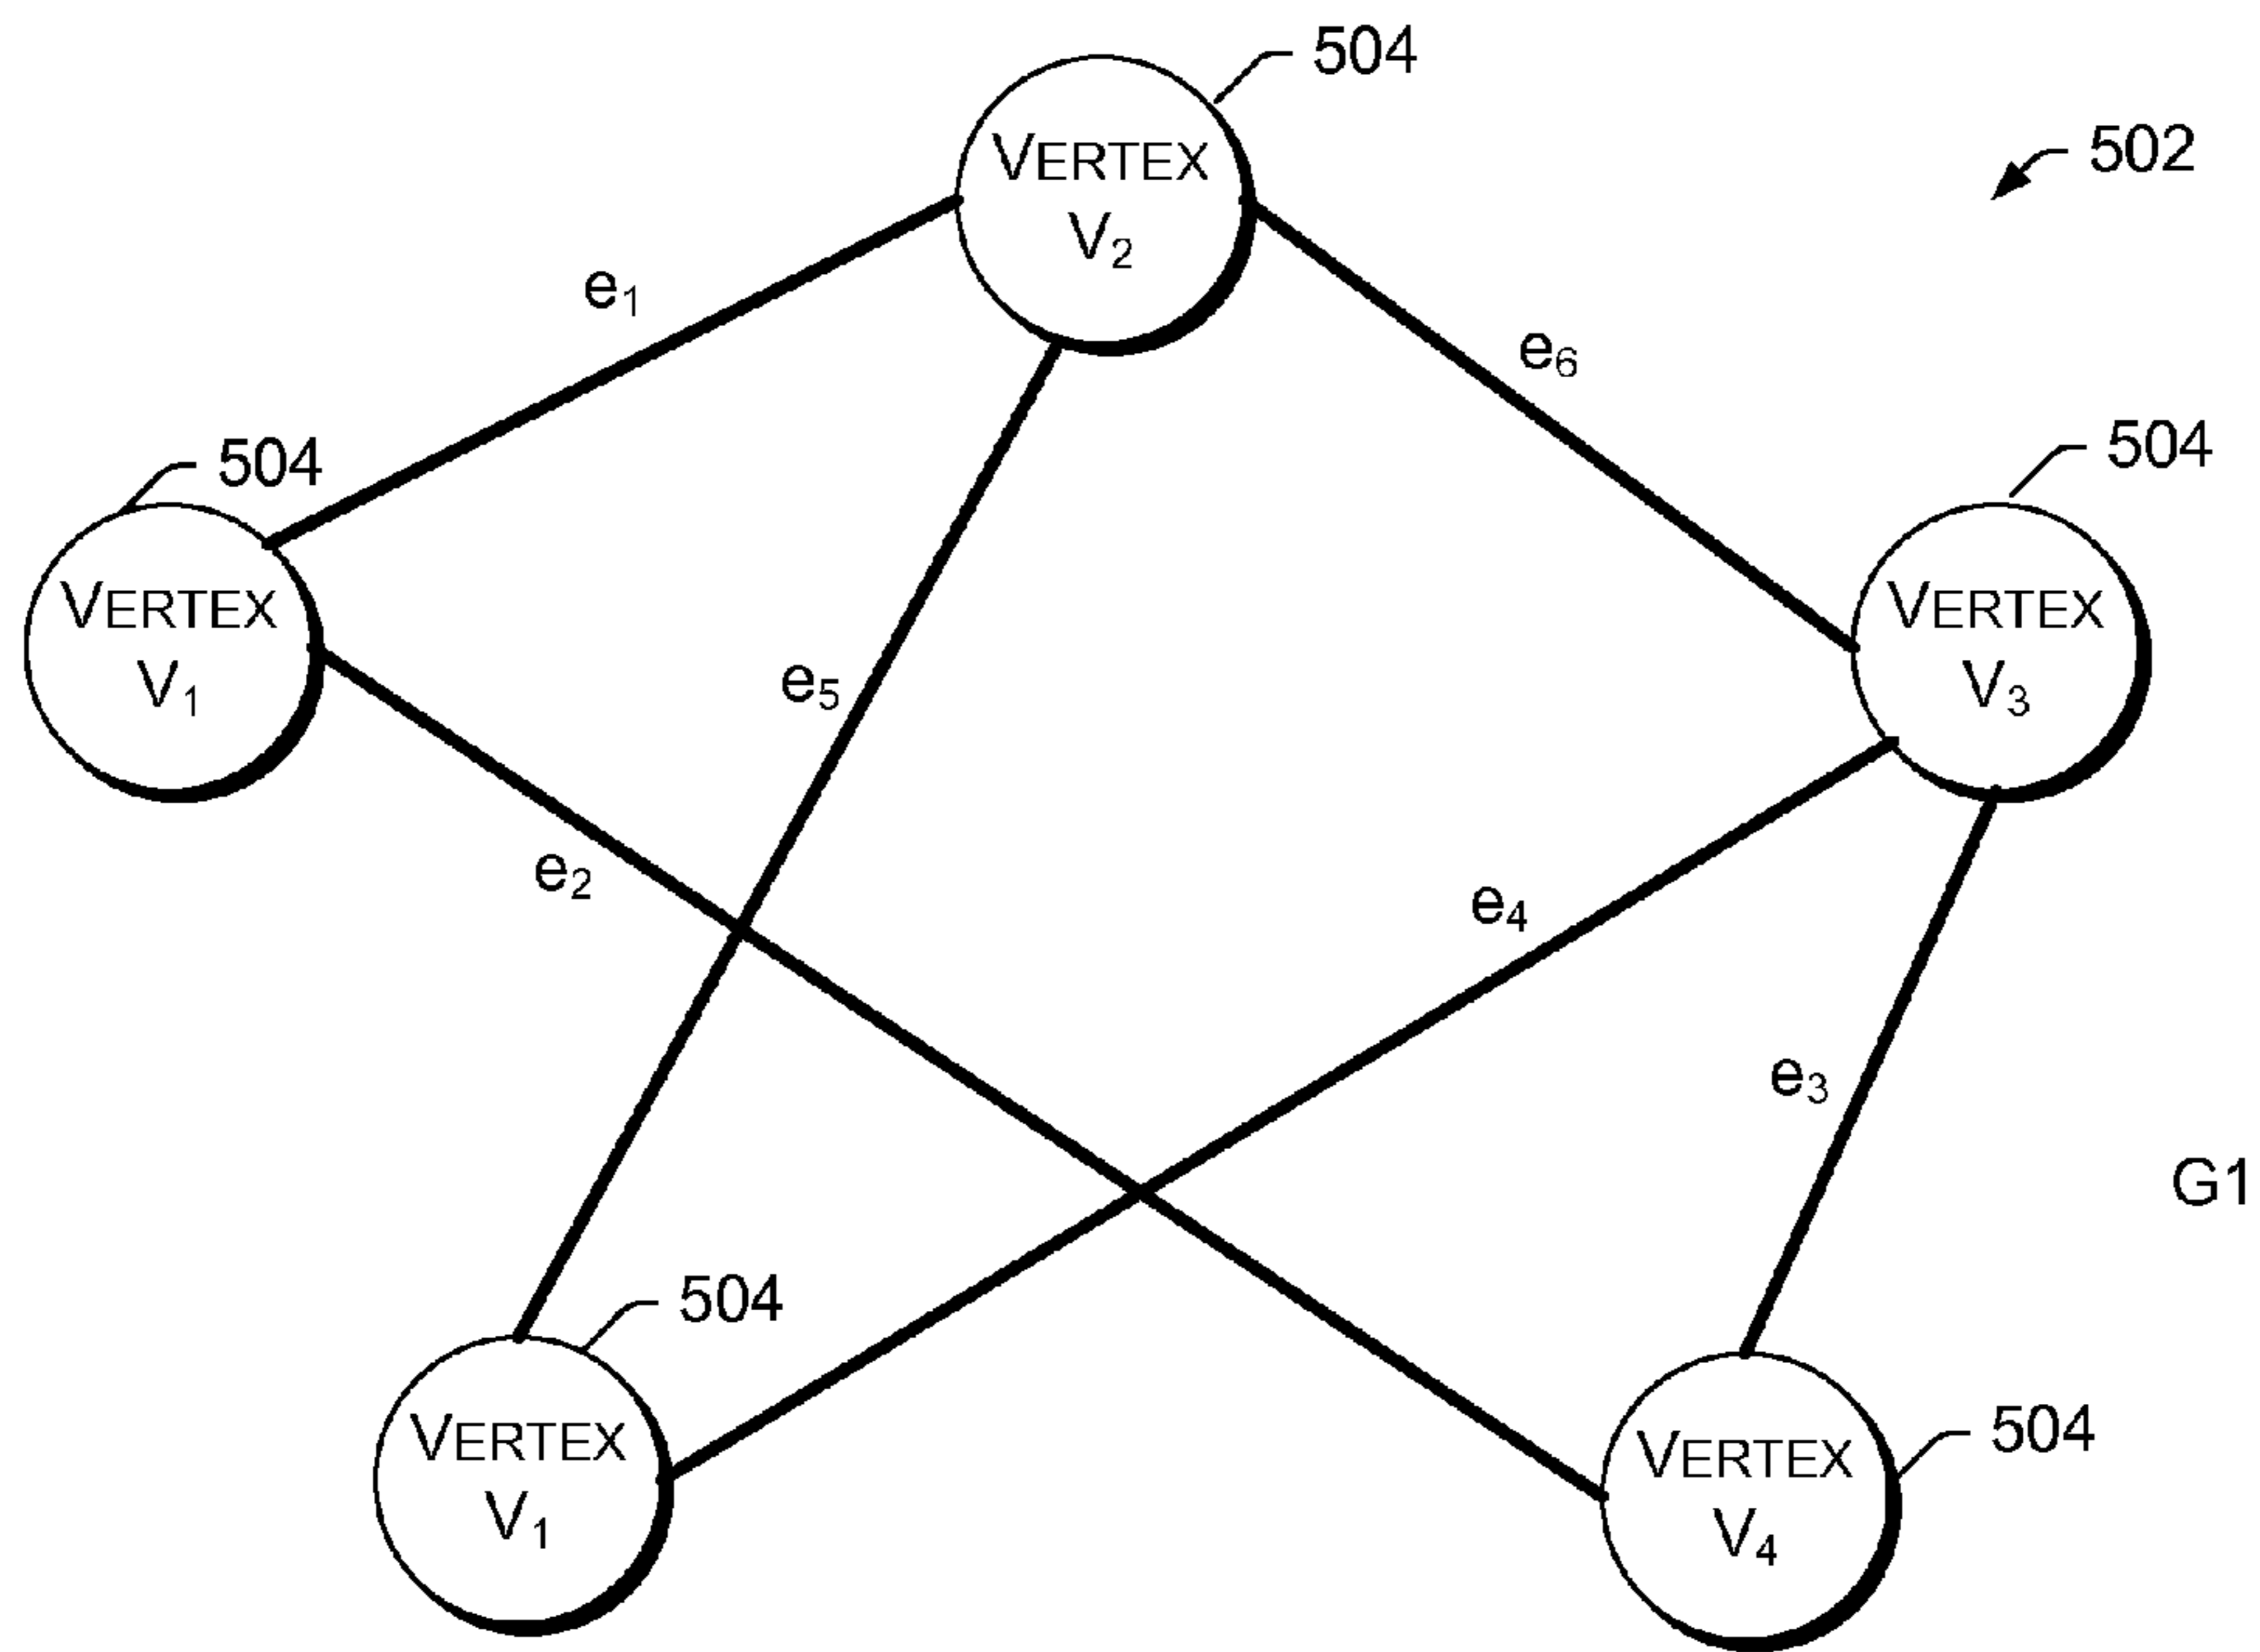 504
VERTEX
V₂
502
e₁
e₆
504
VERTEX
V₁
504
VERTEX
V₃
e₅
e₂
e₄
e₃
G1
504
VERTEX
V₁
504
VERTEX
V₄